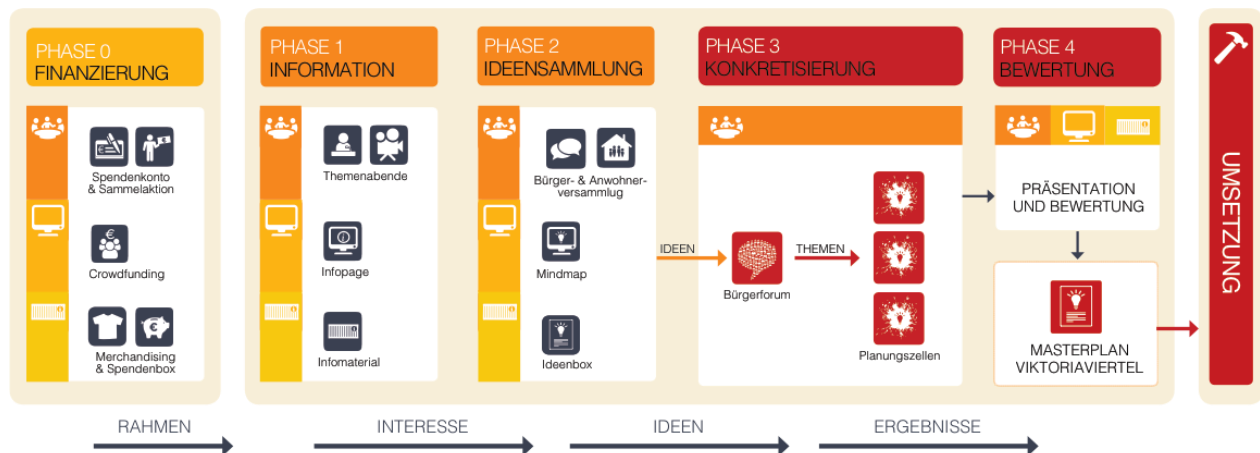 PHASE 0
FINANZIERUNG
Spendenkonto
& Sammelaktion
Crowdfunding
Merchandising
& Spendenbox
PHASE 1
INFORMATION
Themenabende
Infopage
Infomaterial
PHASE 2
IDEENSAMMLUNG
Bürger- & Anwohner-
versammlug
Mindmap
Ideenbox
IDEEN
PHASE 3
KONKRETISIERUNG
Bürgerforum
THEMEN
Planungszellen
PHASE 4
BEWERTUNG
PRÄSENTATION
UND BEWERTUNG
MASTERPLAN
VIKTORIAVIERTEL
UMSETZUNG
RAHMEN
INTERESSE
IDEEN
ERGEBNISSE